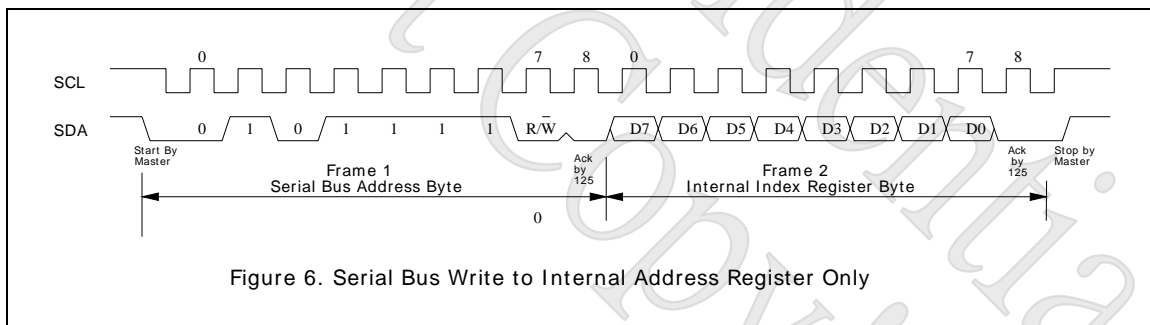 0 7 8 0 7 8
SCL
SDA 0 1 0 1 1 1 1 R/W̅ D7 D6 D5 D4 D3 D2 D1 D0
Start By
Master
Ack
by
125
Ack
by
125
Stop by
Master
Frame 1
Serial Bus Address Byte
Frame 2
Internal Index Register Byte
0
Figure 6. Serial Bus Write to Internal Address Register Only